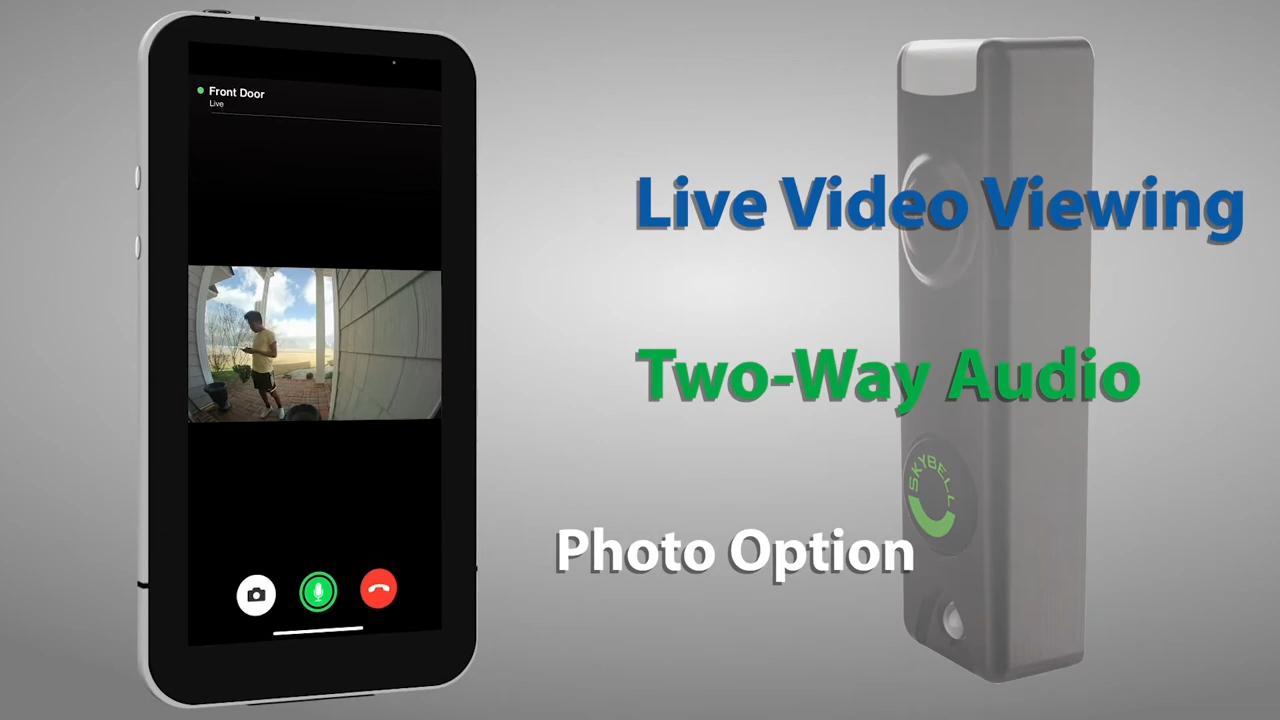 Front Door
Live
Live Video Viewing
Two-Way Audio
SKYBELL
Photo Option